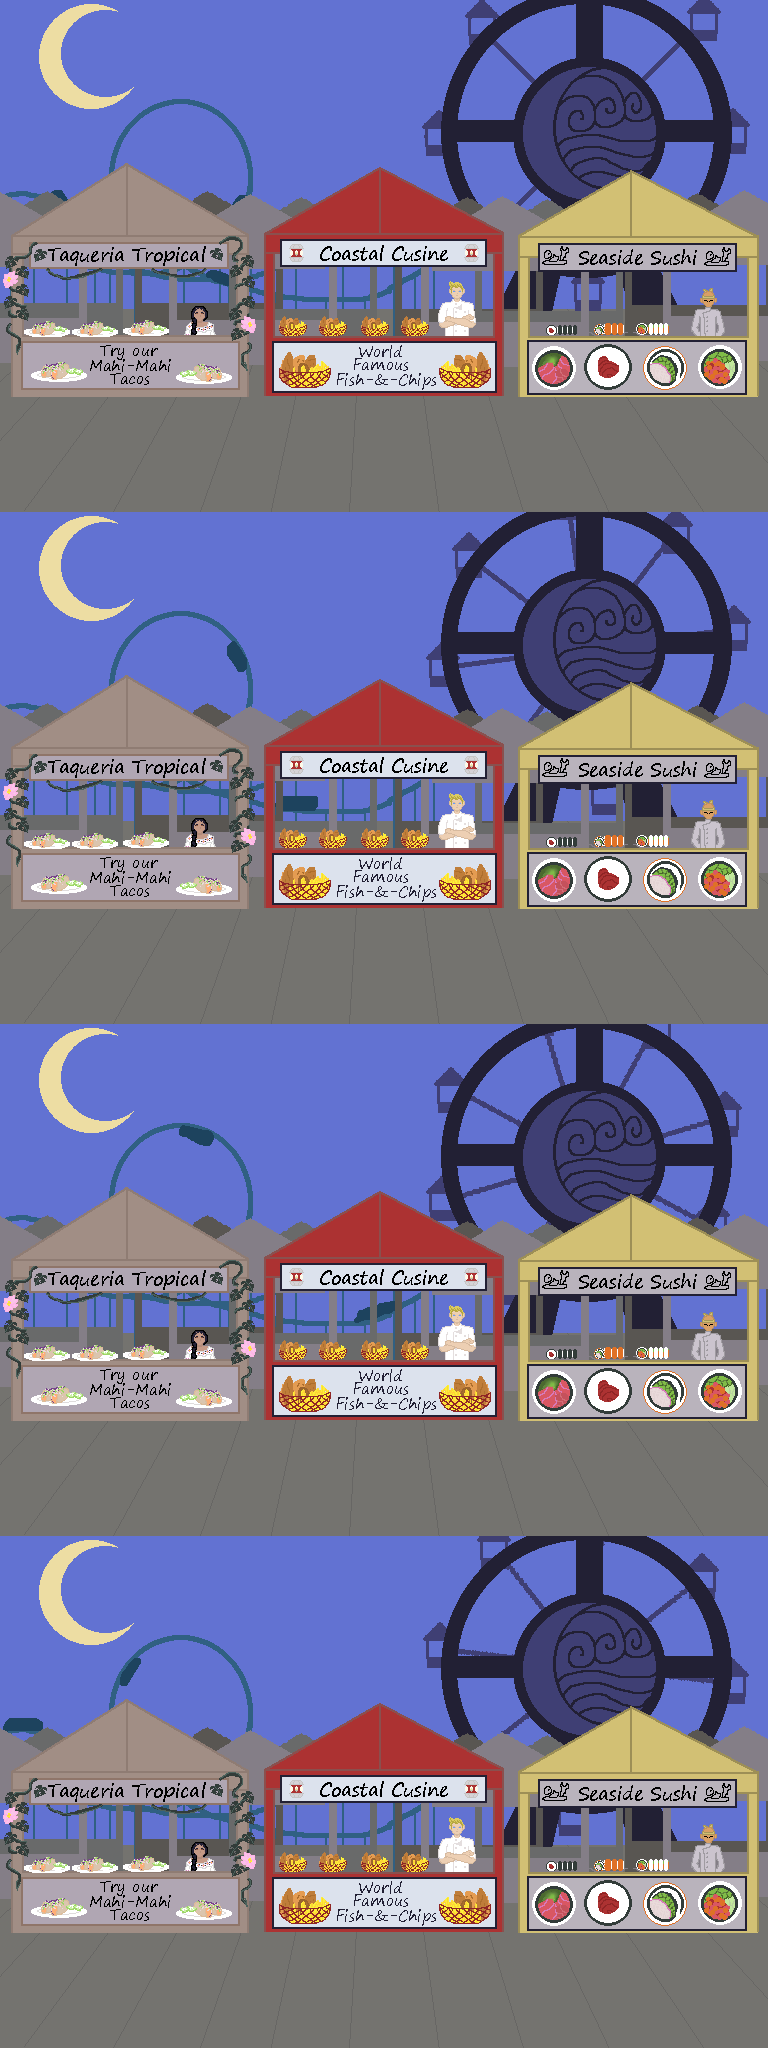 Taqueria Tropical
Coastal Cusine
Seaside Sushi
Try our
Mahi-Mahi
Tacos
World
Famous
Fish-&-Chips
Taqueria Tropical
Coastal Cusine
Seaside Sushi
Try our
Mahi-Mahi
Tacos
World
Famous
Fish-&-Chips
Taqueria Tropical
Coastal Cusine
Seaside Sushi
Try our
Mahi-Mahi
Tacos
World
Famous
Fish-&-Chips
Taqueria Tropical
Coastal Cusine
Seaside Sushi
Try our
Mahi-Mahi
Tacos
World
Famous
Fish-&-Chips